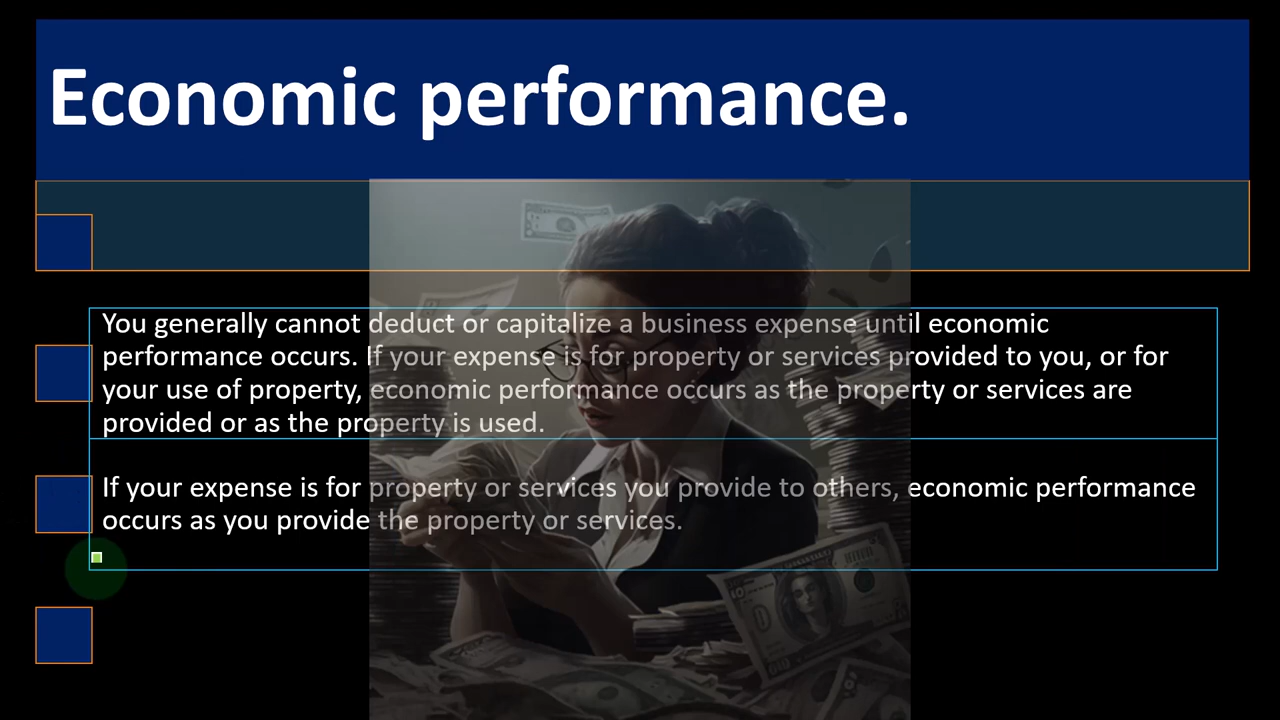 Economic performance.
You generally cannot deduct or capitalize a business expense until economic
performance occurs. If your expense is for property or services provided to you, or for
your use of property, economic performance occurs as the property or services are
provided or as the property is used.
If your expense is for property or services you provide to others, economic performance
occurs as you provide the property or services.